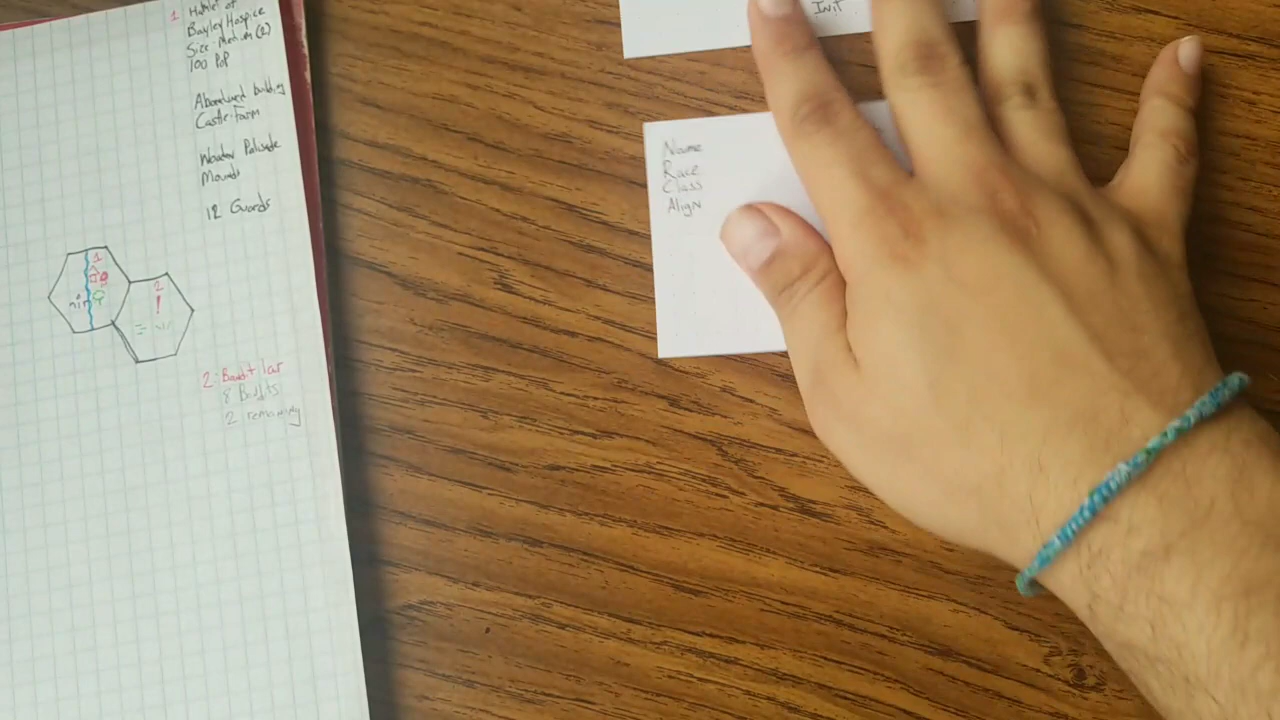 1 Hamlet of
Bayley Hospice
Size: Medium (2)
100 PoP
Abandoned building
Castle-Farm
Wooden Palisade
Mounds
12 Guards
1
2
!
2: Bandit lair
8 Bandits
2 remaining
Init
Name
Race
Class
Align